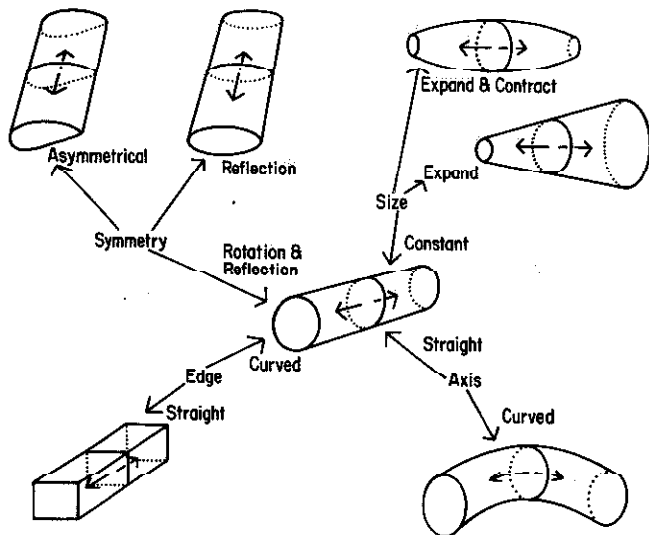 Expand & Contract
Asymmetrical
Reflection
Expand
Size
Symmetry
Rotation &
Reflection
Constant
Straight
Edge
Curved
Axis
Straight
Curved